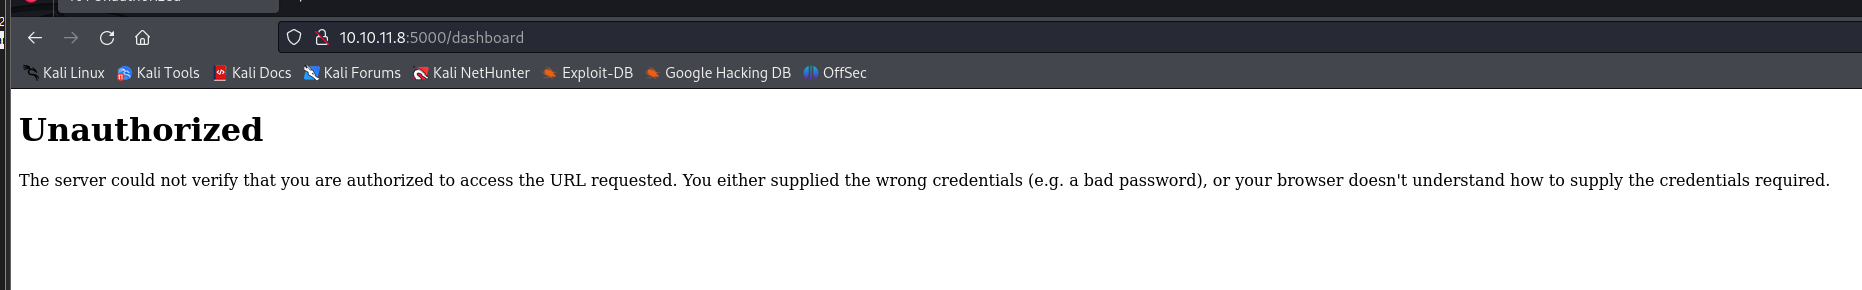 10.10.11.8:5000/dashboard
Kali Linux Kali Tools Kali Docs Kali Forums Kali NetHunter Exploit-DB Google Hacking DB OffSec
Unauthorized
The server could not verify that you are authorized to access the URL requested. You either supplied the wrong credentials (e.g. a bad password), or your browser doesn't understand how to supply the credentials required.